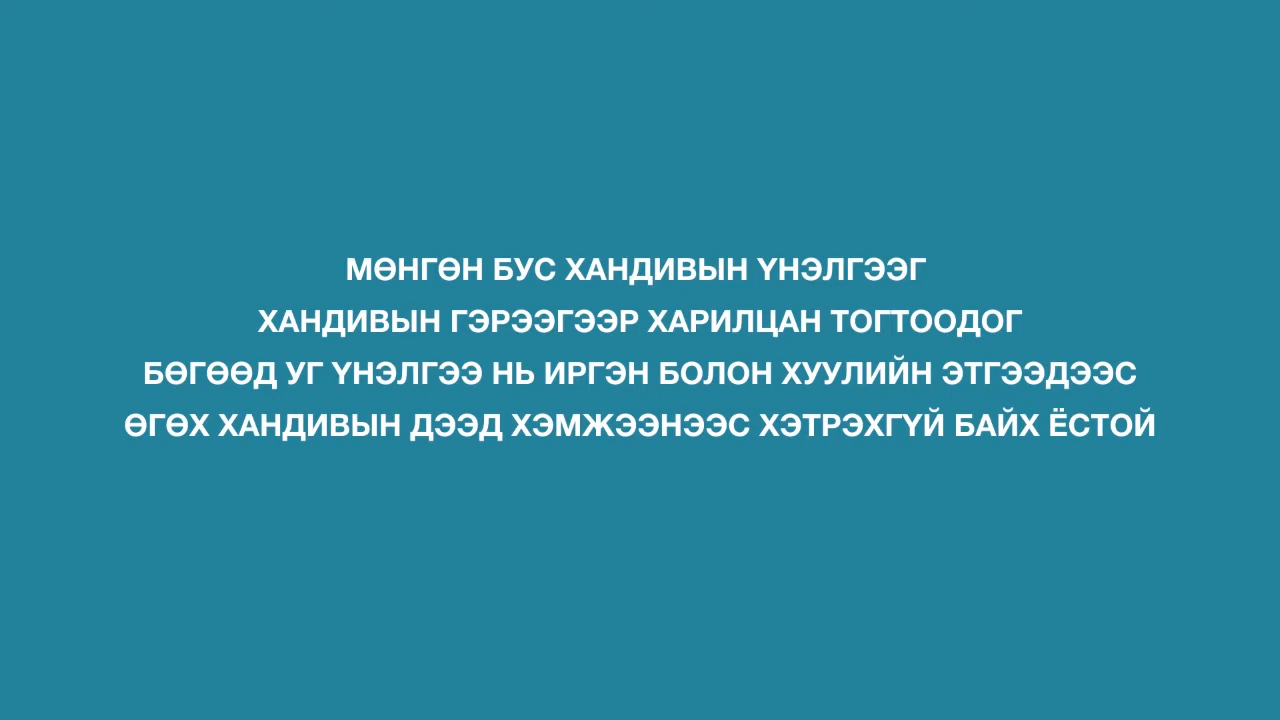 МӨНГӨН БУС ХАНДИВЫН ҮНЭЛГЭЭГ
ХАНДИВЫН ГЭРЭЭГЭЭР ХАРИЛЦАН ТОГТООДОГ
БӨГӨӨД УГ ҮНЭЛГЭЭ НЬ ИРГЭН БОЛОН ХУУЛИЙН ЭТГЭЭДЭЭС
ӨГӨХ ХАНДИВЫН ДЭЭД ХЭМЖЭЭНЭЭС ХЭТРЭХГҮЙ БАЙХ ЁСТОЙ